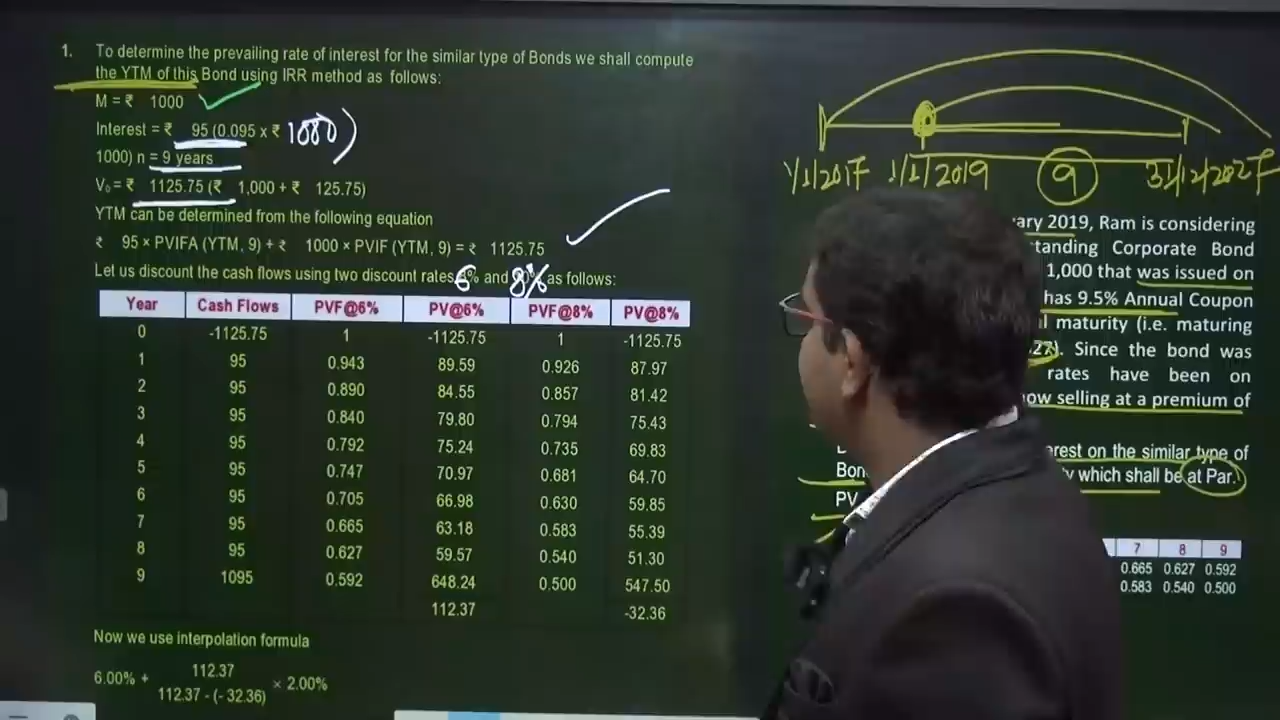 1. To determine the prevailing rate of interest for the similar type of Bonds we shall compute
the YTM of this Bond using IRR method as follows:
M = ₹ 1000
Interest = ₹ 95 (0.095 x ₹ 1000)
1000) n = 9 years
V₀ = ₹ 1125.75 (₹ 1,000 + ₹ 125.75)
YTM can be determined from the following equation
₹ 95 × PVIFA (YTM, 9) + ₹ 1000 × PVIF (YTM, 9) = ₹ 1125.75
Let us discount the cash flows using two discount rates 6% and 8% as follows:
Year Cash Flows PVF@6% PV@6% PVF@8% PV@8%
0 -1125.75 1 -1125.75 1 -1125.75
1 95 0.943 89.59 0.926 87.97
2 95 0.890 84.55 0.857 81.42
3 95 0.840 79.80 0.794 75.43
4 95 0.792 75.24 0.735 69.83
5 95 0.747 70.97 0.681 64.70
6 95 0.705 66.98 0.630 59.85
7 95 0.665 63.18 0.583 55.39
8 95 0.627 59.57 0.540 51.30
9 1095 0.592 648.24 0.500 547.50
112.37 -32.36
Now we use interpolation formula
6.00% + 112.37 / 112.37 - (- 32.36) × 2.00%
1/1/2017 1/1/2019 9 31/12/2027
2019, Ram is considering
Corporate Bond
1,000 that was issued on
has 9.5% Annual Coupon
maturity (i.e. maturing
27). Since the bond was
rates have been on
now selling at a premium of
on the similar type of
which shall be at Par.
PV
7 8 9
0.665 0.627 0.592
0.583 0.540 0.500